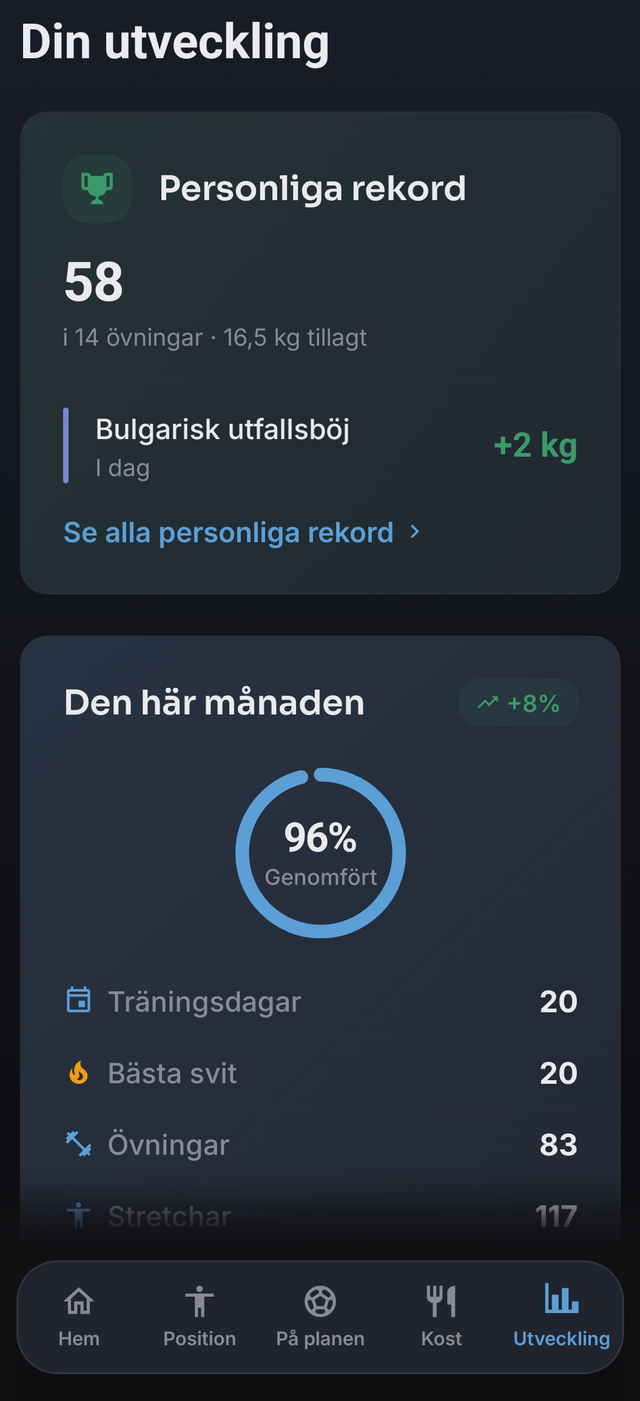 Din utveckling
Personliga rekord
58
i 14 övningar · 16,5 kg tillagt
Bulgarisk utfallsböj
+2 kg
I dag
Se alla personliga rekord
Den här månaden
+8%
96%
Genomfört
Träningsdagar 20
Bästa svit 20
Övningar 83
Stretchar 117
Hem Position På planen Kost Utveckling